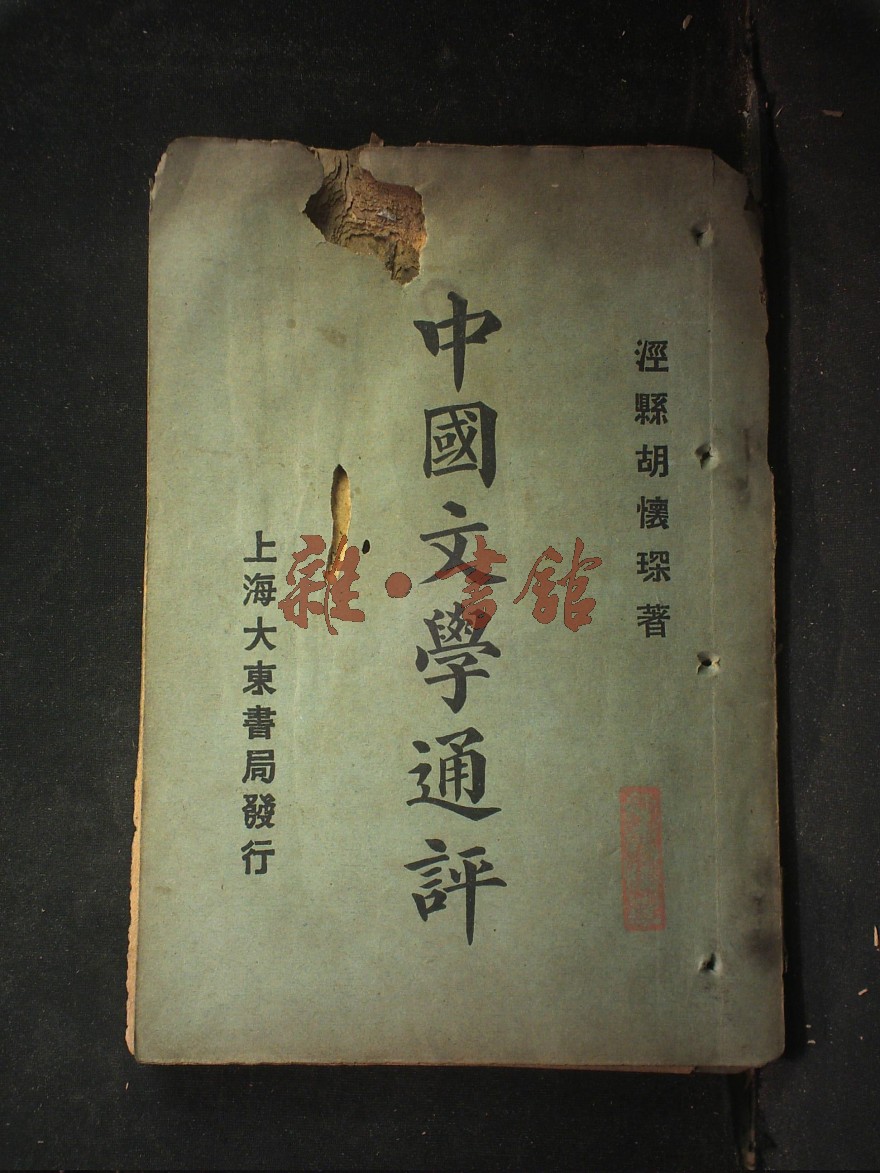 涇縣胡懷琛著
中國文學通評
上海大東書局發行
雜·書館